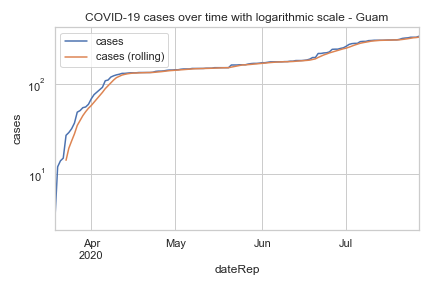 COVID-19 cases over time with logarithmic scale - Guam
cases
cases (rolling)
10²
10¹
cases
Apr
2020
May
Jun
Jul
dateRep